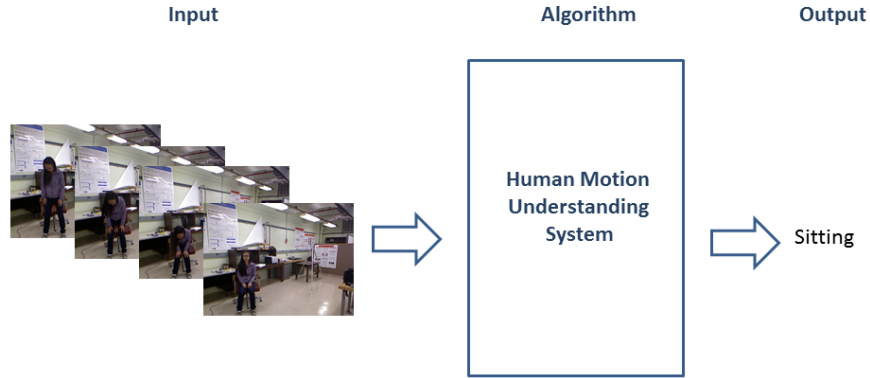 Input
Algorithm
Output
Human Motion
Understanding
System
Sitting